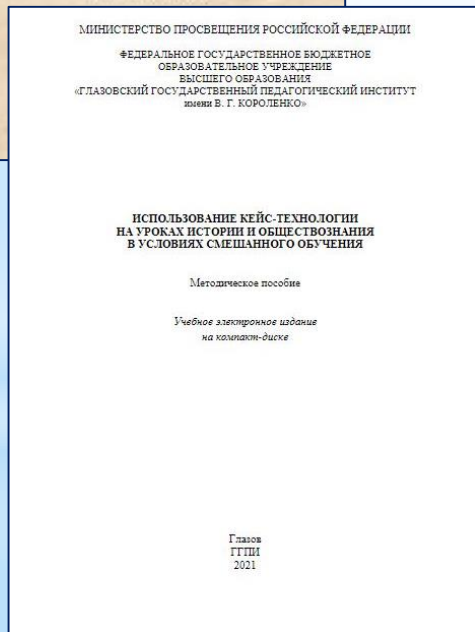 МИНИСТЕРСТВО ПРОСВЕЩЕНИЯ РОССИЙСКОЙ ФЕДЕРАЦИИ
ФЕДЕРАЛЬНОЕ ГОСУДАРСТВЕННОЕ БЮДЖЕТНОЕ
ОБРАЗОВАТЕЛЬНОЕ УЧРЕЖДЕНИЕ
ВЫСШЕГО ОБРАЗОВАНИЯ
«ГЛАЗОВСКИЙ ГОСУДАРСТВЕННЫЙ ПЕДАГОГИЧЕСКИЙ ИНСТИТУТ
имени В. Г. КОРОЛЕНКО»
ИСПОЛЬЗОВАНИЕ КЕЙС-ТЕХНОЛОГИИ
НА УРОКАХ ИСТОРИИ И ОБЩЕСТВОЗНАНИЯ
В УСЛОВИЯХ СМЕШАННОГО ОБУЧЕНИЯ
Методическое пособие
Учебное электронное издание
на компакт-диске
Глазов
ГГПИ
2021